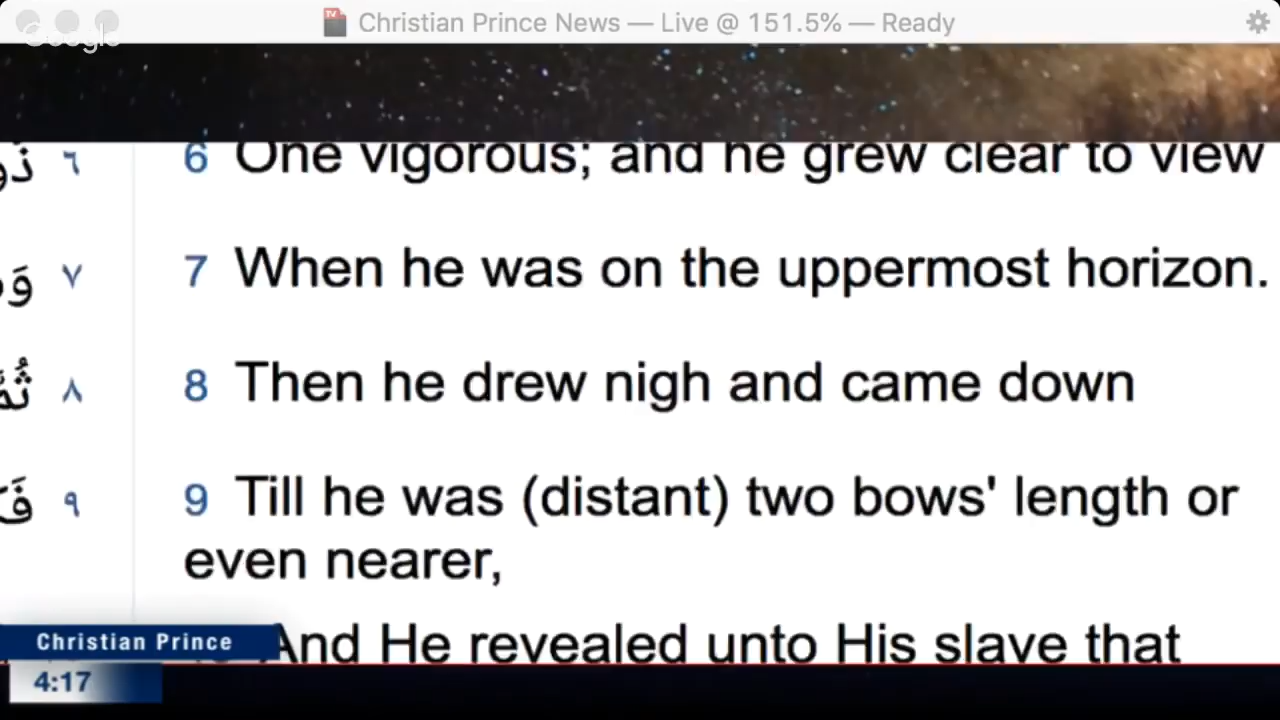 Christian Prince News — Live @ 151.5% — Ready
Google
٦ 6 One vigorous; and he grew clear to view
٧ 7 When he was on the uppermost horizon.
٨ 8 Then he drew nigh and came down
٩ 9 Till he was (distant) two bows' length or
even nearer,
And He revealed unto His slave that
Christian Prince
4:17